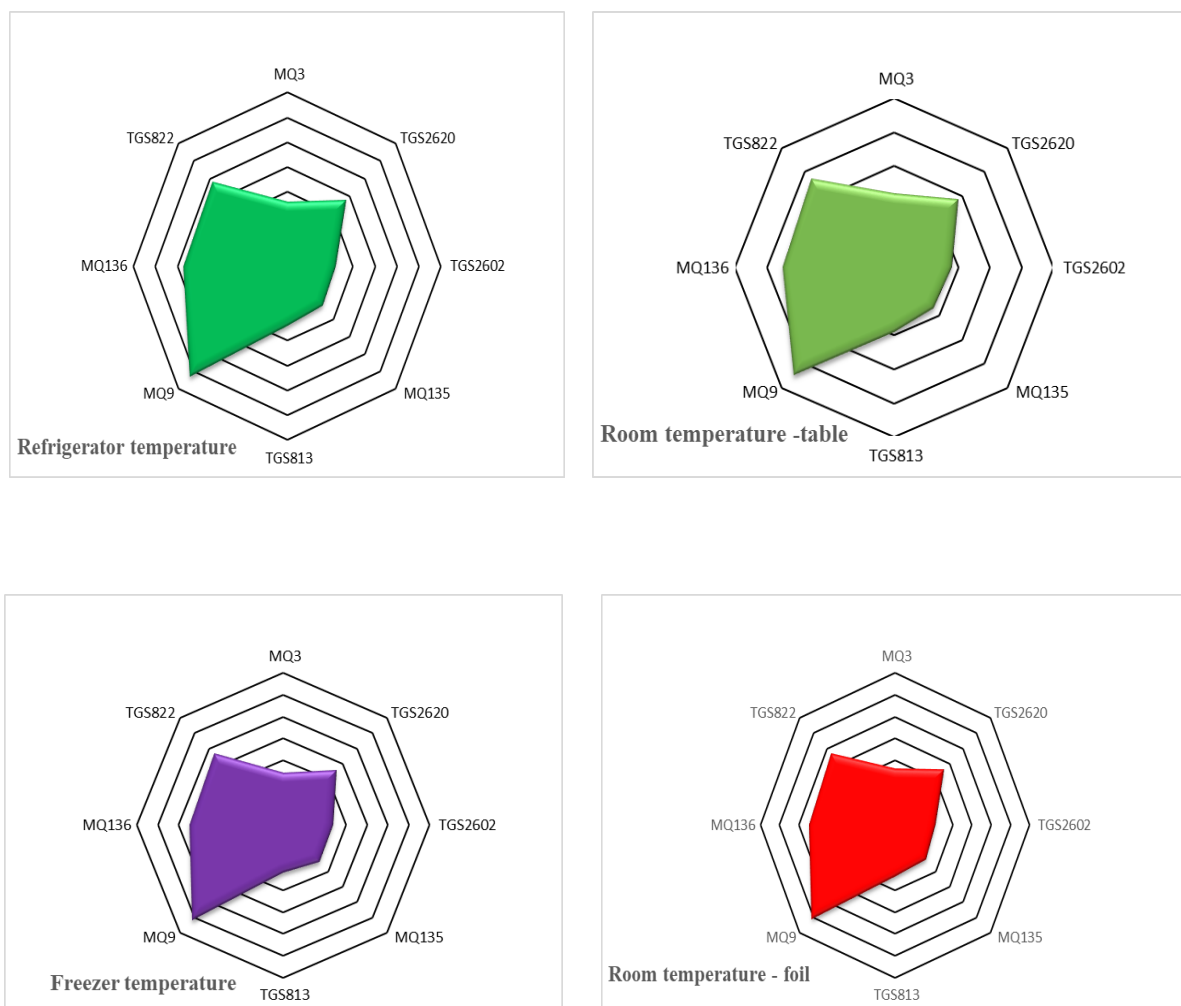 MQ3
TGS822
TGS2620
MQ136
TGS2602
MQ9
MQ135
Refrigerator temperature
TGS813
MQ3
TGS822
TGS2620
MQ136
TGS2602
MQ9
MQ135
Room temperature -table
TGS813
MQ3
TGS822
TGS2620
MQ136
TGS2602
MQ9
MQ135
Freezer temperature
TGS813
MQ3
TGS822
TGS2620
MQ136
TGS2602
MQ9
MQ135
Room temperature - foil
TGS813